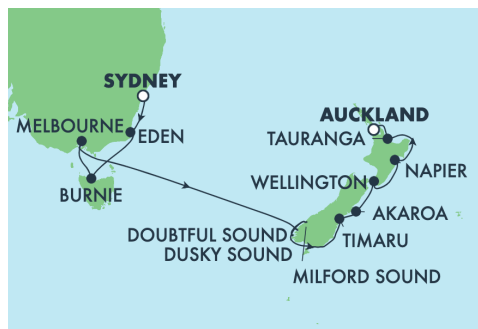 SYDNEY
MELBOURNE
EDEN
BURNIE
AUCKLAND
TAURANGA
NAPIER
WELLINGTON
AKAROA
DOUBTFUL SOUND
TIMARU
DUSKY SOUND
MILFORD SOUND